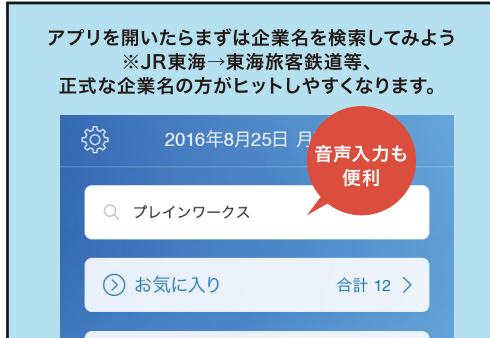 アプリを開いたらまずは企業名を検索してみよう
※JR東海→東海旅客鉄道等、
正式な企業名の方がヒットしやすくなります。
2016年8月25日 月
音声入力も
便利
プレインワークス
お気に入り
合計 12